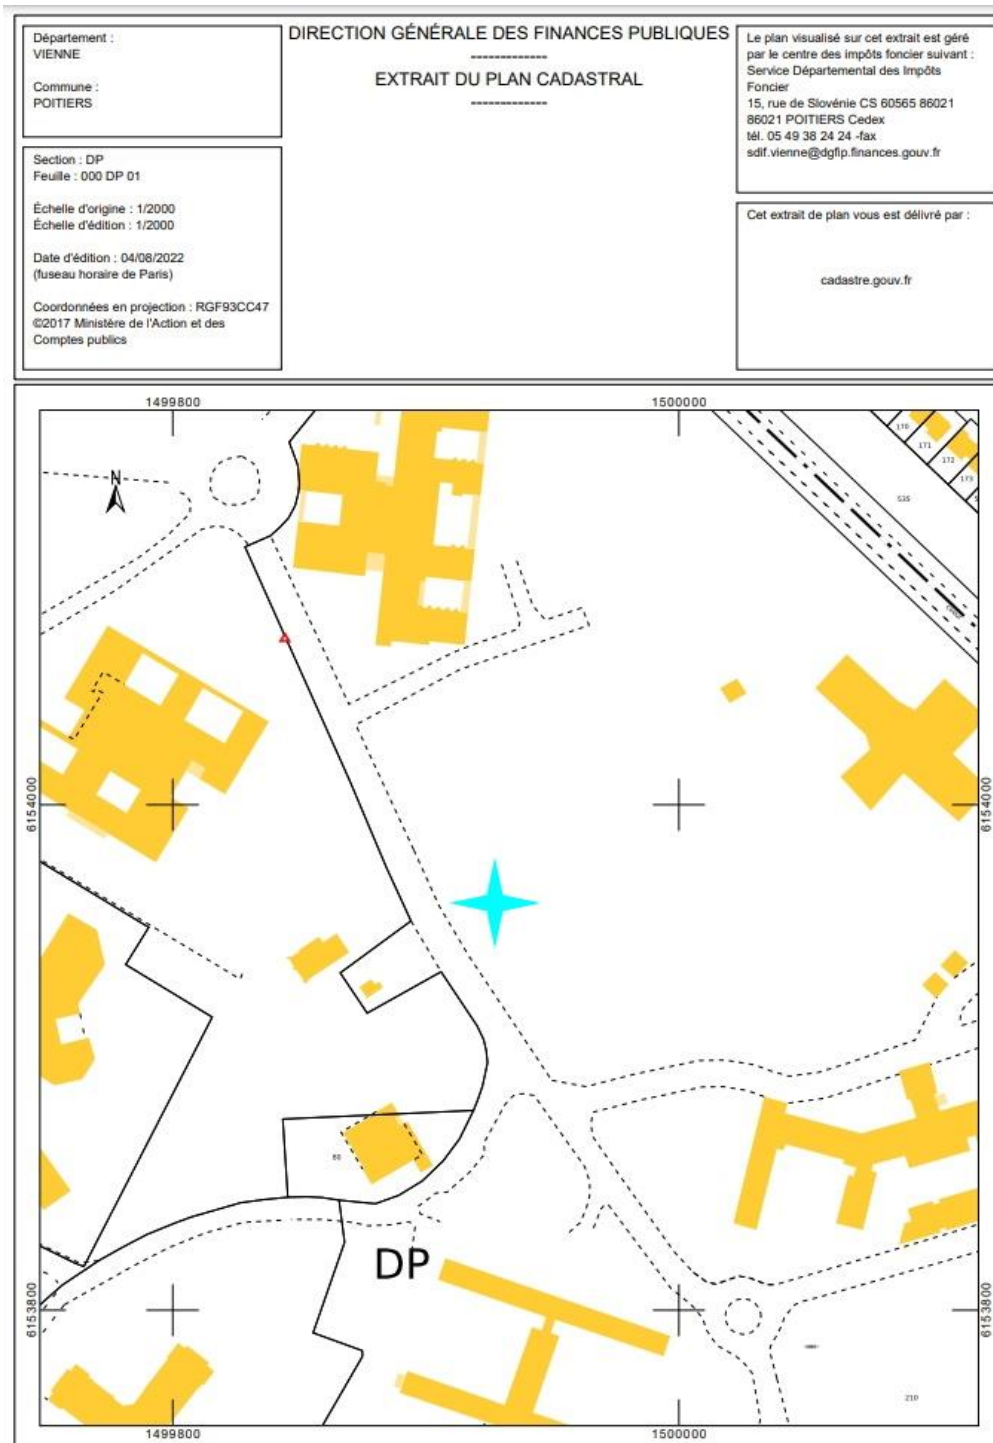 Département :
VIENNE
Commune :
POITIERS
Section : DP
Feuille : 000 DP 01
Échelle d'origine : 1/2000
Échelle d'édition : 1/2000
Date d'édition : 04/08/2022
(fuseau horaire de Paris)
Coordonnées en projection : RGF93CC47
©2017 Ministère de l'Action et des
Comptes publics
DIRECTION GÉNÉRALE DES FINANCES PUBLIQUES
-------------
EXTRAIT DU PLAN CADASTRAL
-------------
Le plan visualisé sur cet extrait est géré
par le centre des impôts foncier suivant :
Service Départemental des Impôts
Foncier
15, rue de Slovénie CS 60565 86021
86021 POITIERS Cedex
tél. 05 49 38 24 24 -fax
sdif.vienne@dgfip.finances.gouv.fr
Cet extrait de plan vous est délivré par :
cadastre.gouv.fr
1499800
1500000
170
171
172
173
535
N
6154000
6154000
60
DP
6153800
6153800
210
1499800
1500000